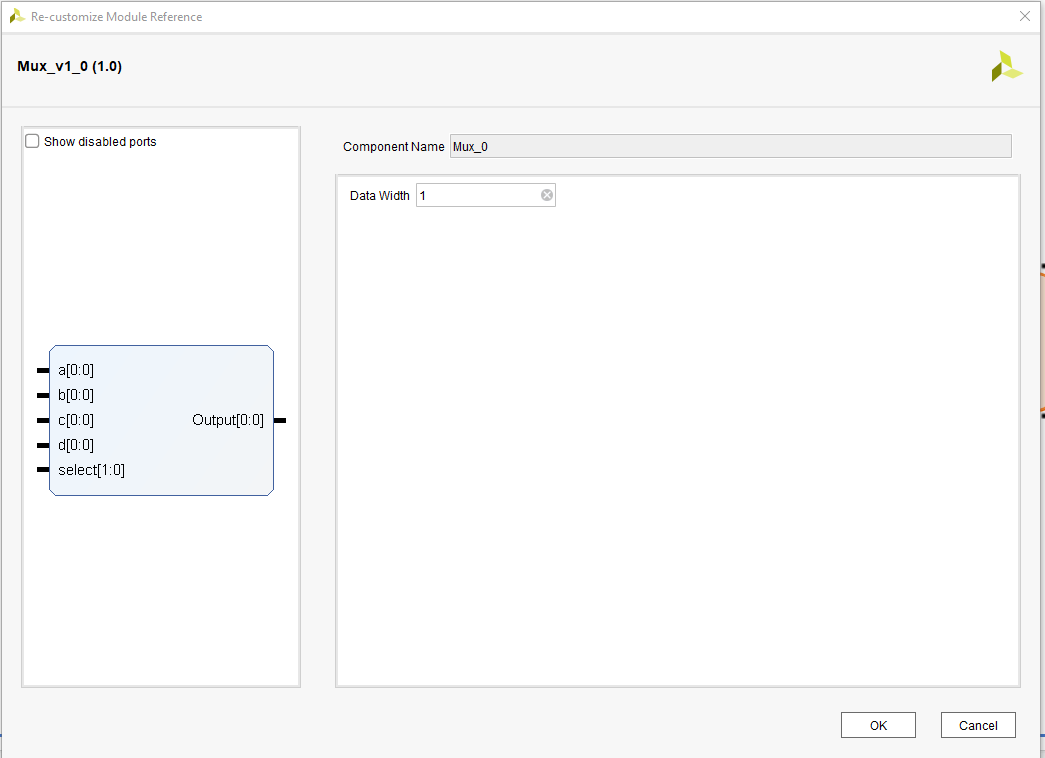 Re-customize Module Reference
Mux_v1_0 (1.0)
Show disabled ports
a[0:0]
b[0:0]
c[0:0]
Output[0:0]
d[0:0]
select[1:0]
Component Name Mux_0
Data Width 1
OK
Cancel